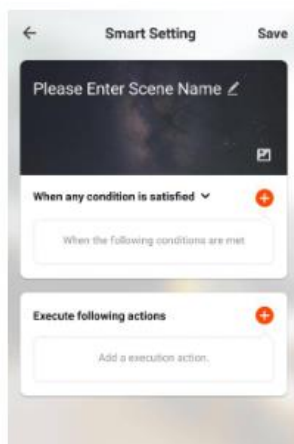 Smart Setting
Save
Please Enter Scene Name
When any condition is satisfied
When the following conditions are met
Execute following actions
Add a execution action.